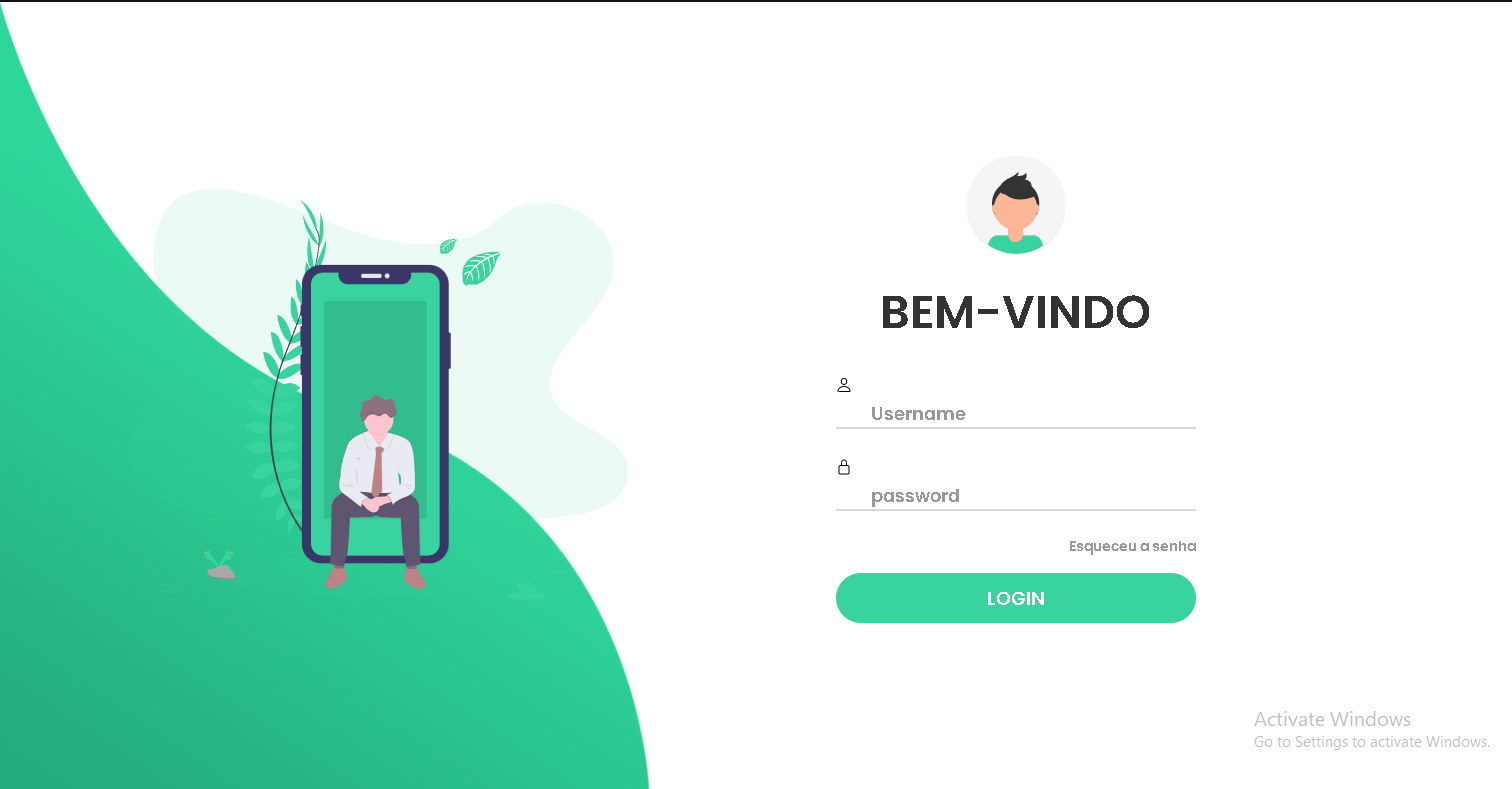 BEM-VINDO
Username
password
Esqueceu a senha
LOGIN
Activate Windows
Go to Settings to activate Windows.